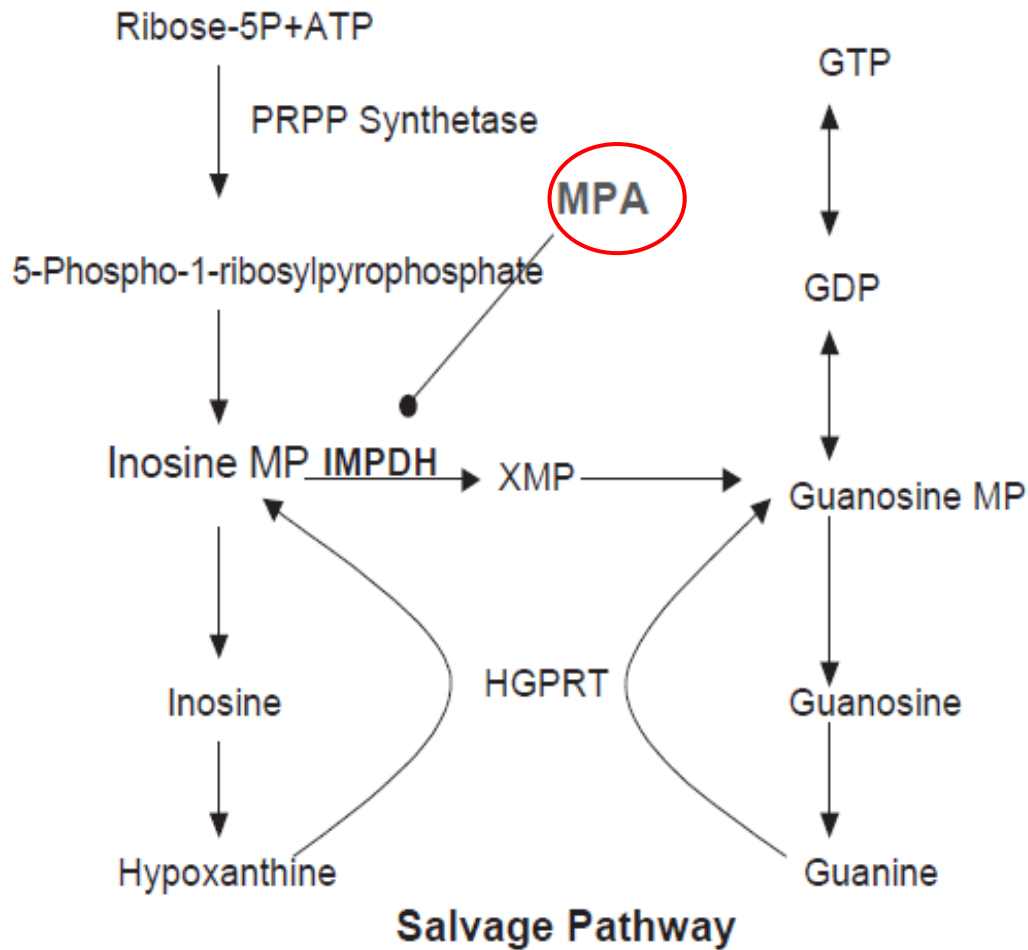 Ribose-5P+ATP
GTP
PRPP Synthetase
MPA
5-Phospho-1-ribosylpyrophosphate
GDP
Inosine MP IMPDH XMP
Guanosine MP
Inosine
HGPRT
Guanosine
Hypoxanthine
Guanine
Salvage Pathway